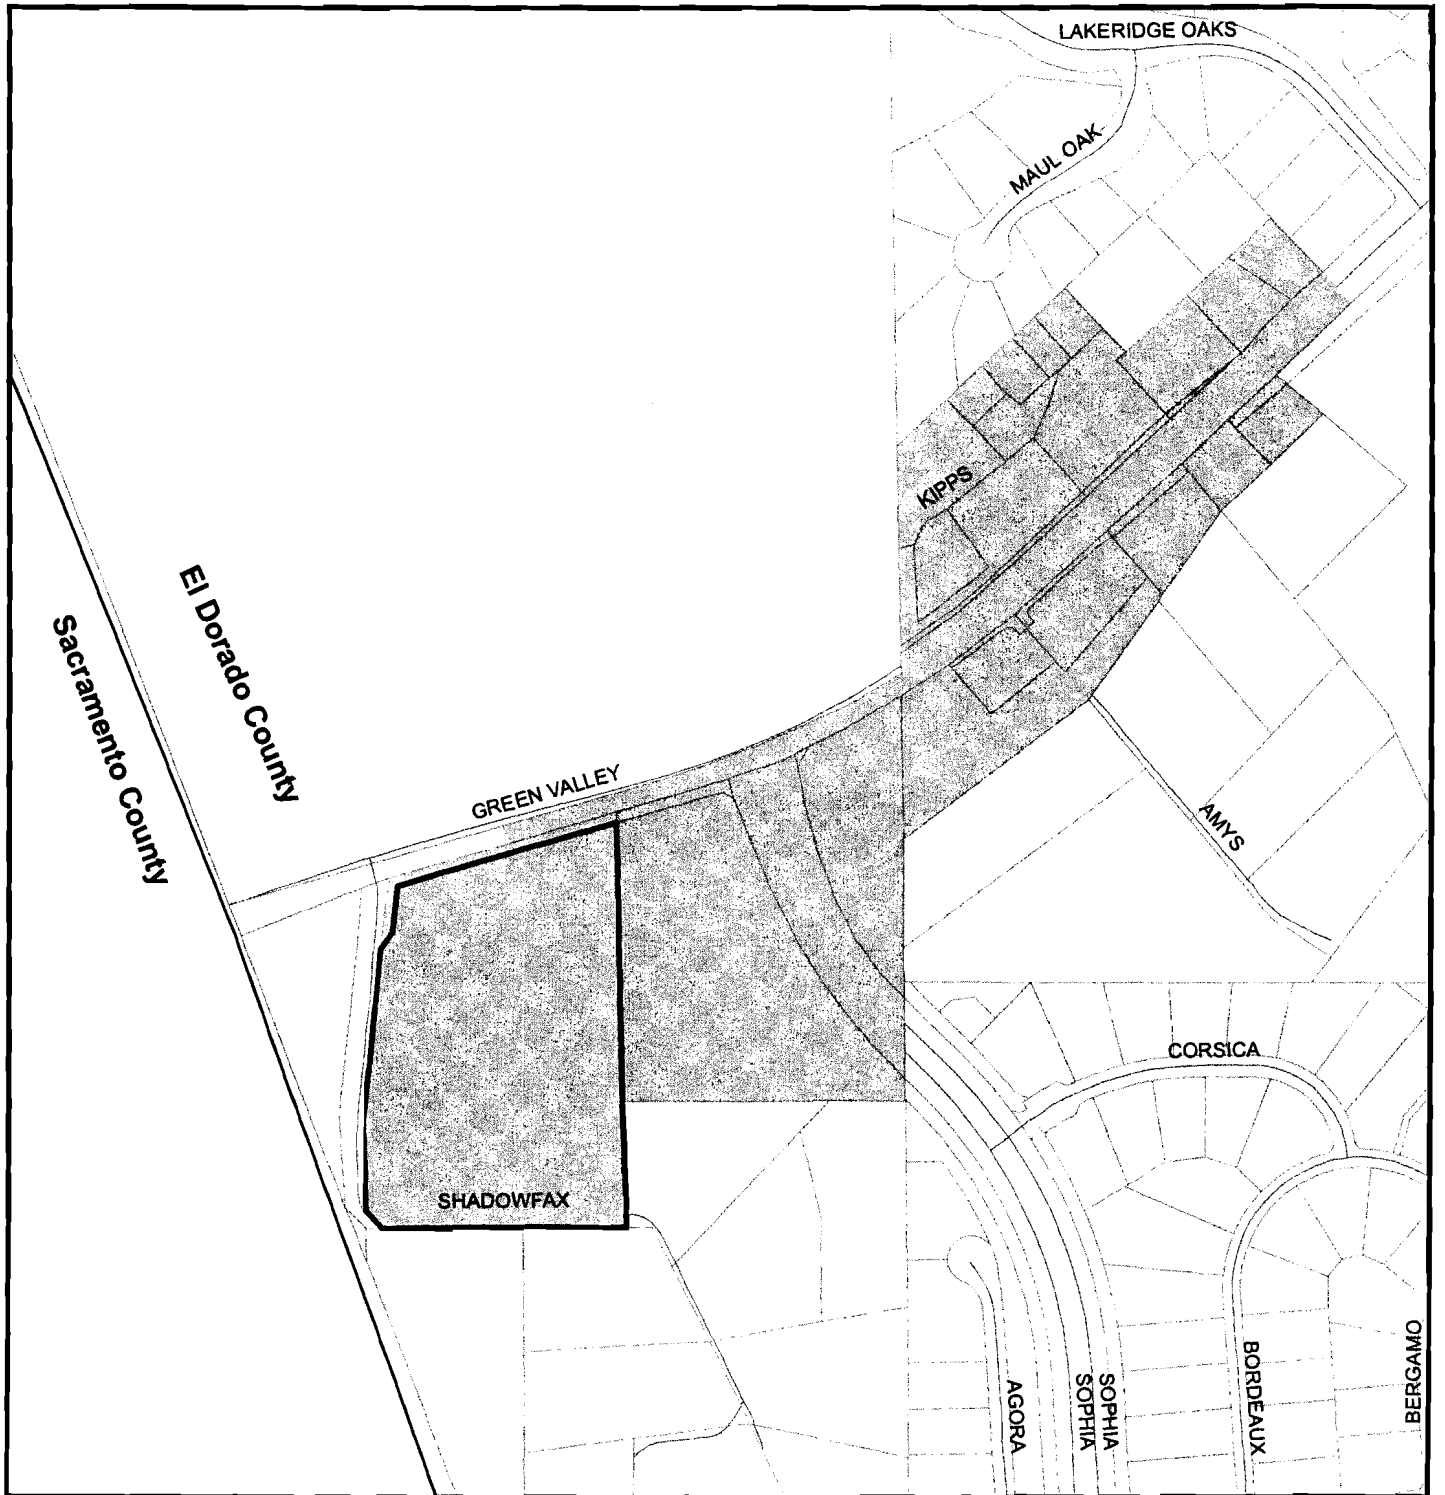 LAKERIDGE OAKS
MAUL OAK
KIPPS
El Dorado County
Sacramento County
GREEN VALLEY
AMYS
CORSICA
SHADOWFAX
AGORA
SOPHIA
SOPHIA
BORDEAUX
BERGAMO